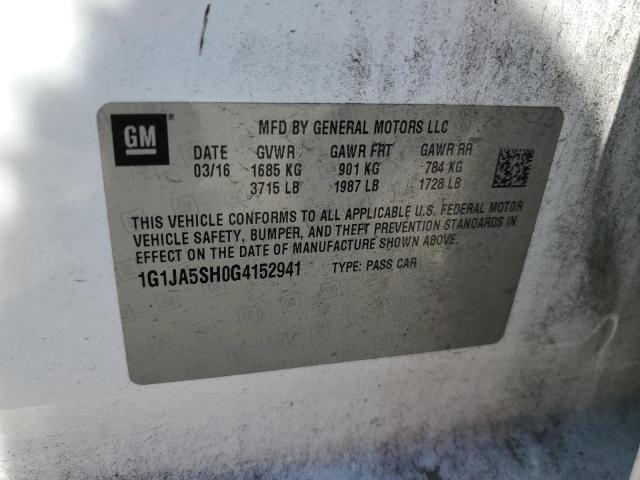 GM®
MFD BY GENERAL MOTORS LLC
DATE GVWR GAWR FRT GAWR RR
03/16 1685 KG 901 KG 784 KG
3715 LB 1987 LB 1728 LB
THIS VEHICLE CONFORMS TO ALL APPLICABLE U.S. FEDERAL MOTOR
VEHICLE SAFETY, BUMPER, AND THEFT PREVENTION STANDARDS IN
EFFECT ON THE DATE OF MANUFACTURE SHOWN ABOVE.
1G1JA5SH0G4152941 TYPE: PASS CAR